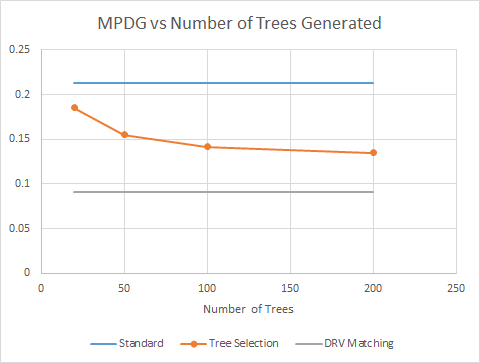 MPDG vs Number of Trees Generated
0.25
0.2
0.15
0.1
0.05
0
0 50 100 150 200 250
Number of Trees
Standard Tree Selection DRV Matching